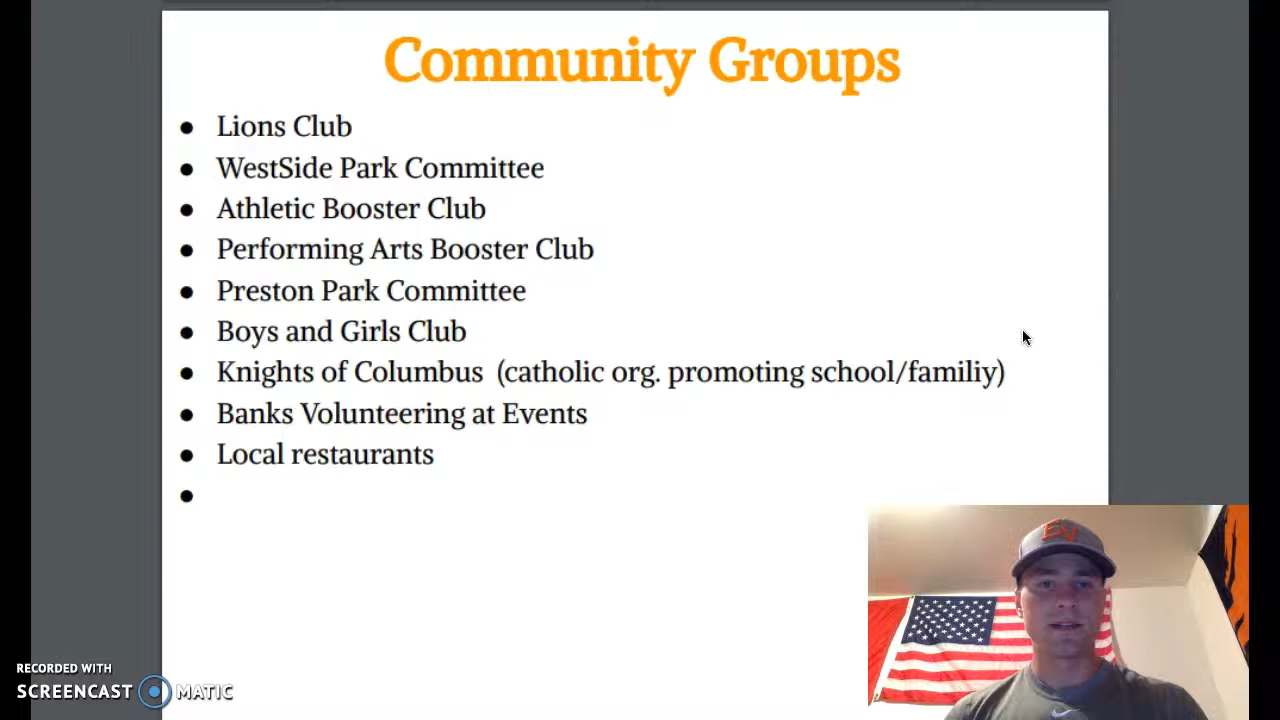 Community Groups
Lions Club
WestSide Park Committee
Athletic Booster Club
Performing Arts Booster Club
Preston Park Committee
Boys and Girls Club
Knights of Columbus (catholic org. promoting school/familiy)
Banks Volunteering at Events
Local restaurants
EN
RECORDED WITH
SCREENCAST MATIC